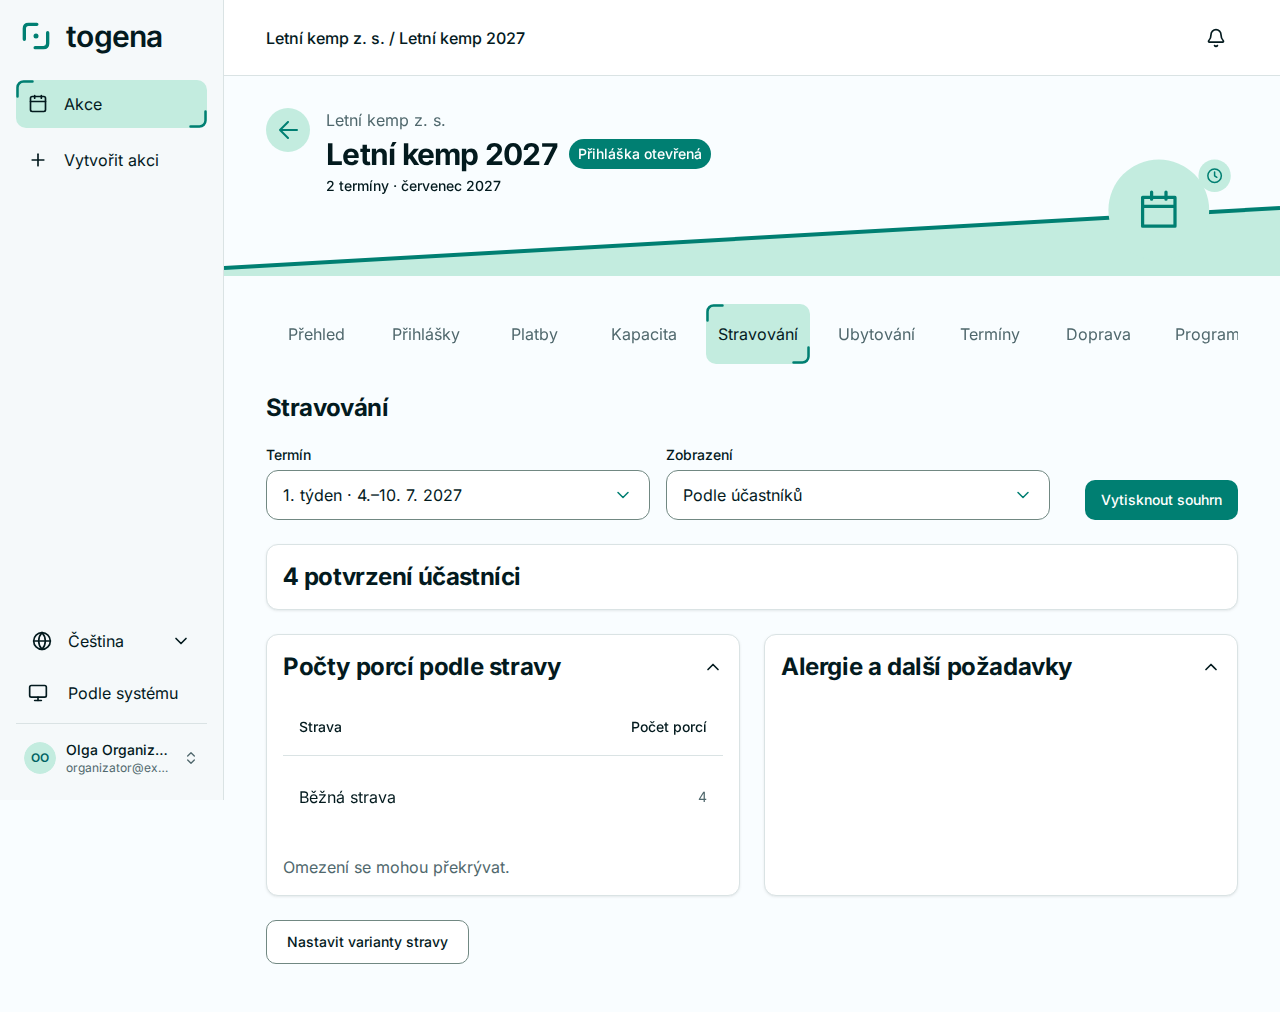 togena
Letní kemp z. s. / Letní kemp 2027
Akce
Vytvořit akci
Letní kemp z. s.
Letní kemp 2027
Přihláška otevřená
2 termíny · červenec 2027
Přehled
Přihlášky
Platby
Kapacita
Stravování
Ubytování
Termíny
Doprava
Program
Stravování
Termín
Zobrazení
1. týden · 4.–10. 7. 2027
Podle účastníků
Vytisknout souhrn
4 potvrzení účastníci
Počty porcí podle stravy
Strava
Počet porcí
Běžná strava
4
Omezení se mohou překrývat.
Alergie a další požadavky
Nastavit varianty stravy
Čeština
Podle systému
OO
Olga Organiz...
organizator@ex...